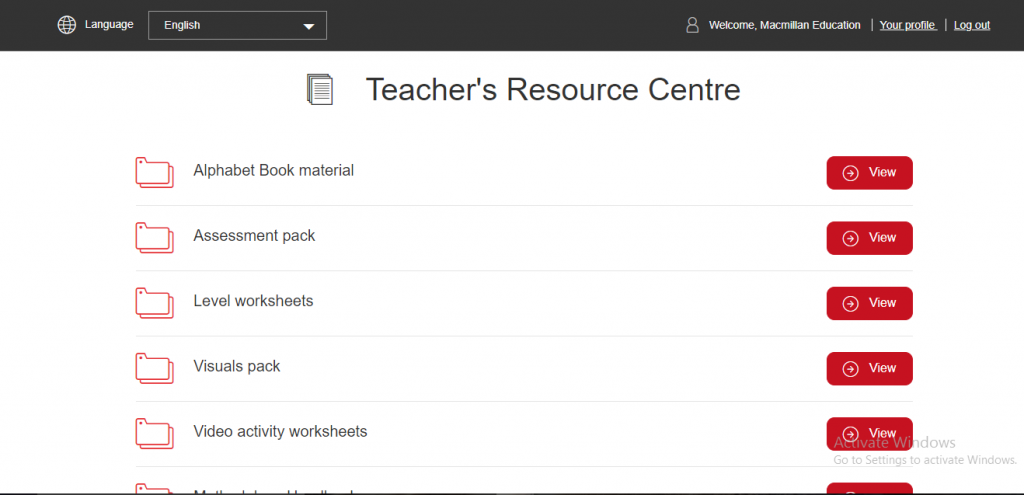 Language
English
Welcome, Macmillan Education
Your profile
Log out
Teacher's Resource Centre
Alphabet Book material
View
Assessment pack
View
Level worksheets
View
Visuals pack
View
Video activity worksheets
View
Activate Windows
Go to Settings to activate Windows.